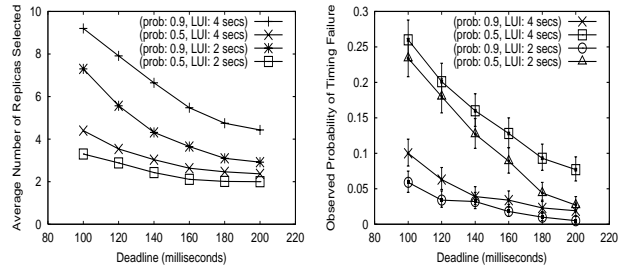 Average Number of Replicas Selected
10
8
6
4
2
0
80 100 120 140 160 180 200 220
Deadline (milliseconds)
(prob: 0.9, LUI: 4 secs)
(prob: 0.5, LUI: 4 secs)
(prob: 0.9, LUI: 2 secs)
(prob: 0.5, LUI: 2 secs)
Observed Probability of Timing Failure
0.3
0.25
0.2
0.15
0.1
0.05
0
80 100 120 140 160 180 200 220
Deadline (milliseconds)
(prob: 0.9, LUI: 4 secs)
(prob: 0.5, LUI: 4 secs)
(prob: 0.9, LUI: 2 secs)
(prob: 0.5, LUI: 2 secs)